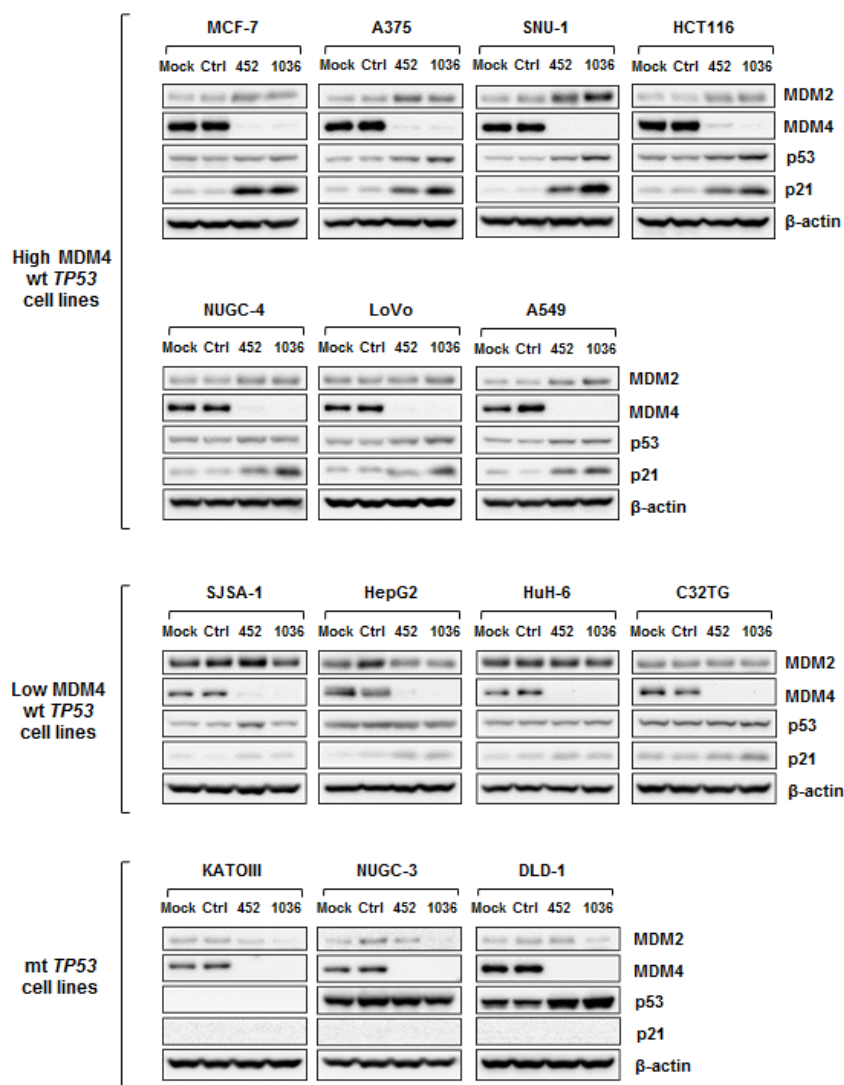 MCF-7 A375 SNU-1 HCT116
Mock Ctrl 452 1036 Mock Ctrl 452 1036 Mock Ctrl 452 1036 Mock Ctrl 452 1036
MDM2
MDM4
p53
p21
β-actin
High MDM4
wt TP53
cell lines
NUGC-4 LoVo A549
Mock Ctrl 452 1036 Mock Ctrl 452 1036 Mock Ctrl 452 1036
MDM2
MDM4
p53
p21
β-actin
SJSA-1 HepG2 HuH-6 C32TG
Mock Ctrl 452 1036 Mock Ctrl 452 1036 Mock Ctrl 452 1036 Mock Ctrl 452 1036
MDM2
MDM4
p53
p21
β-actin
Low MDM4
wt TP53
cell lines
KATOIII NUGC-3 DLD-1
Mock Ctrl 452 1036 Mock Ctrl 452 1036 Mock Ctrl 452 1036
MDM2
MDM4
p53
p21
β-actin
mt TP53
cell lines